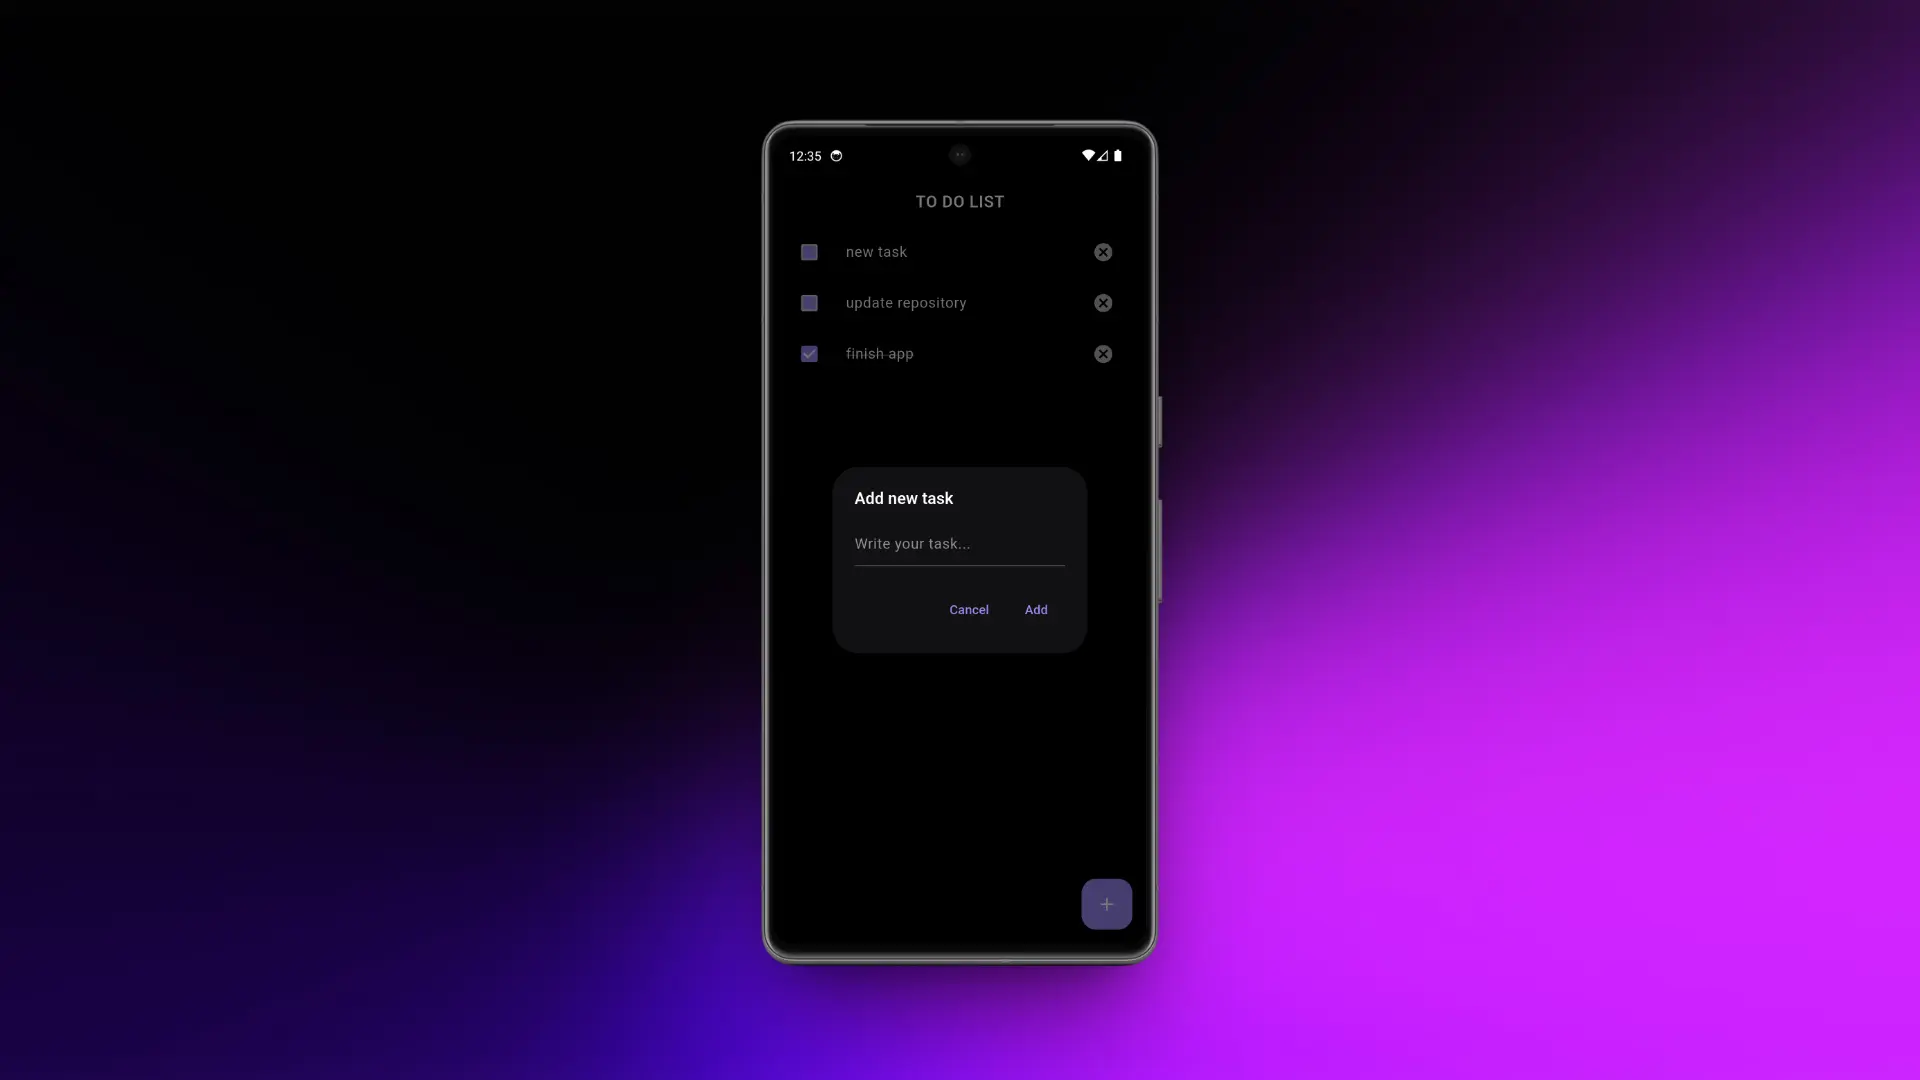 12:35
TO DO LIST
new task
update repository
finish app
Add new task
Write your task...
Cancel Add